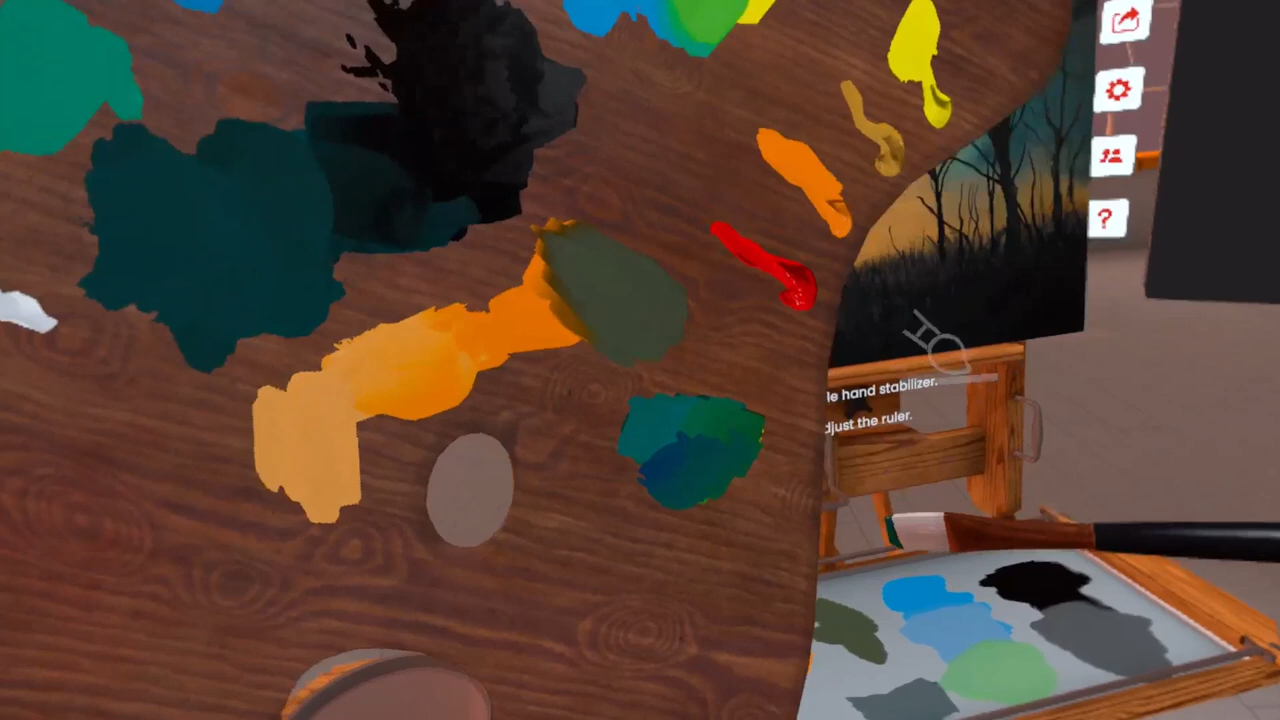 ?
le hand stabilizer.
djust the ruler.